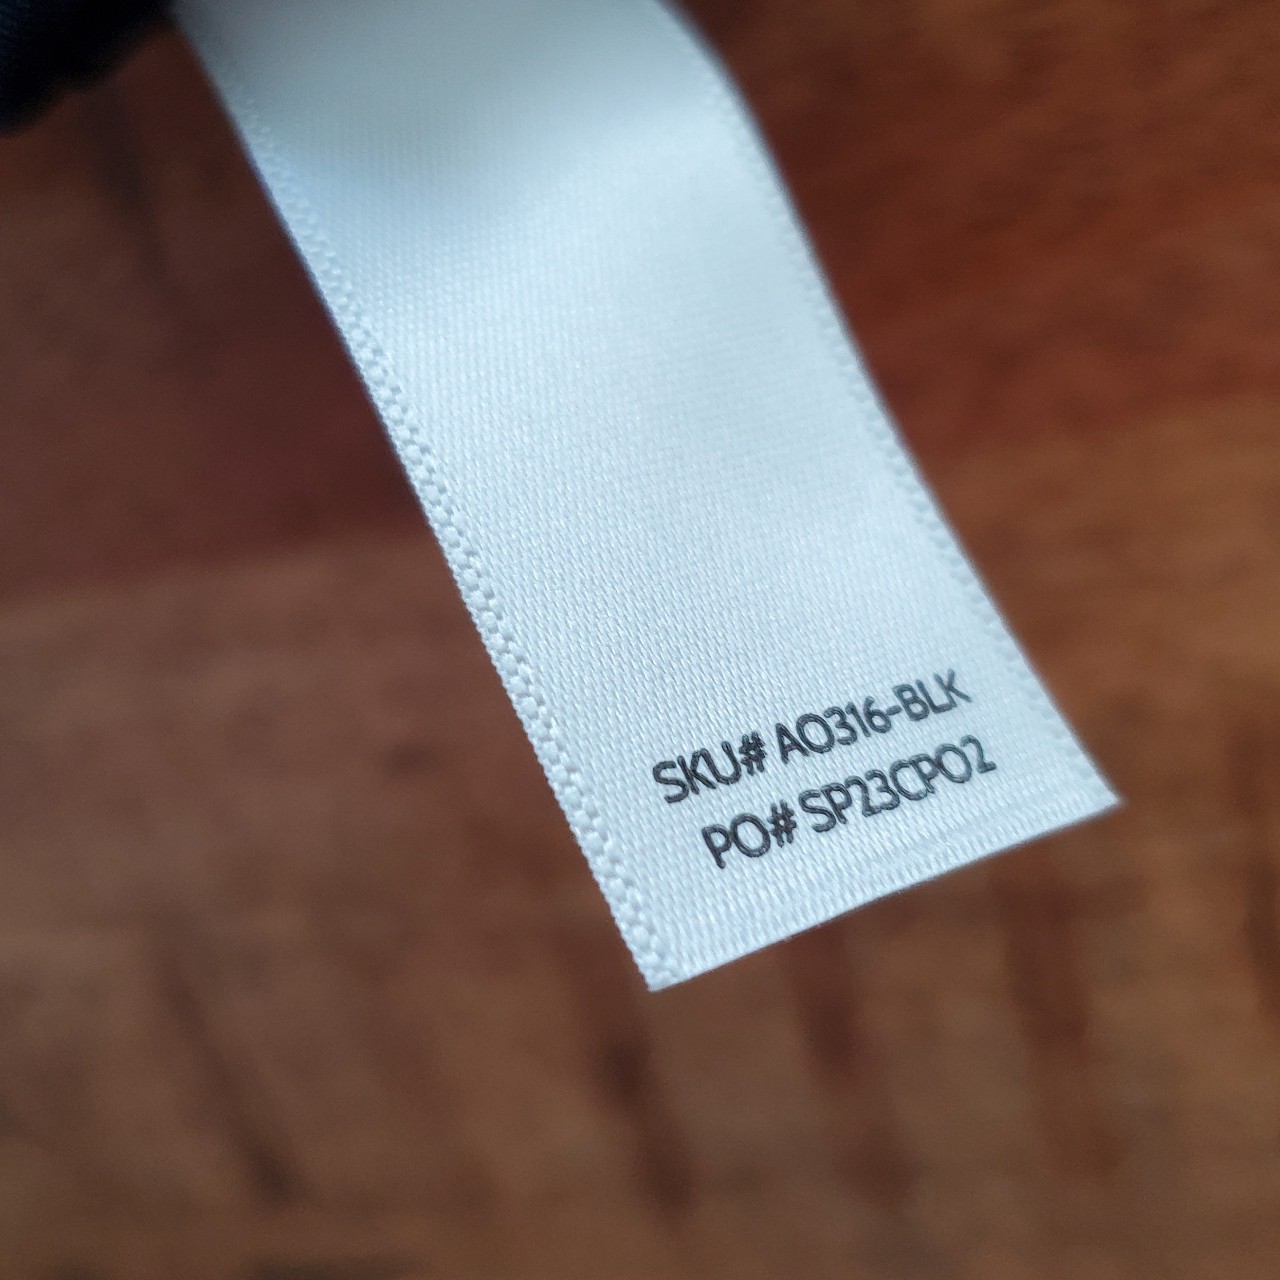 SKU# AO316-BLK
PO# SP23CPO2